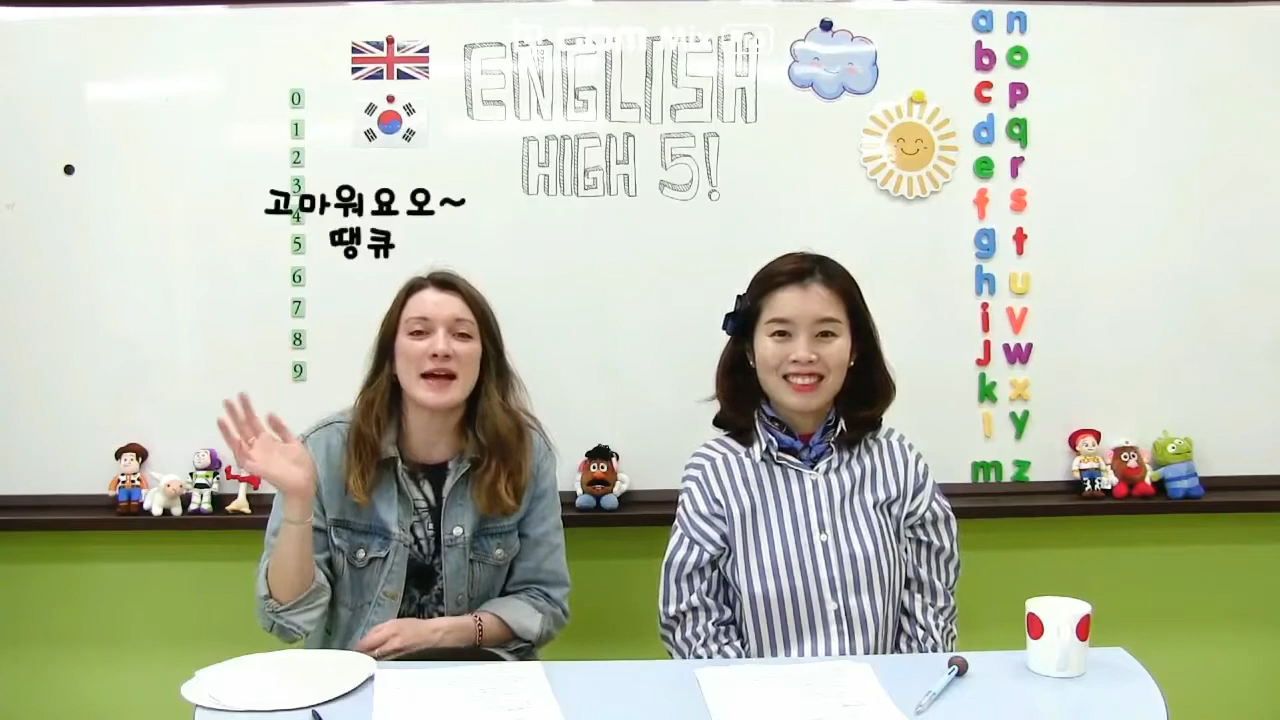 ENGLISH
HIGH 5!
고마워요오~
땡큐
0
1
2
3
4
5
6
7
8
9
a n
b o
c p
d q
e r
f s
g t
h u
i v
j w
k x
l y
m z